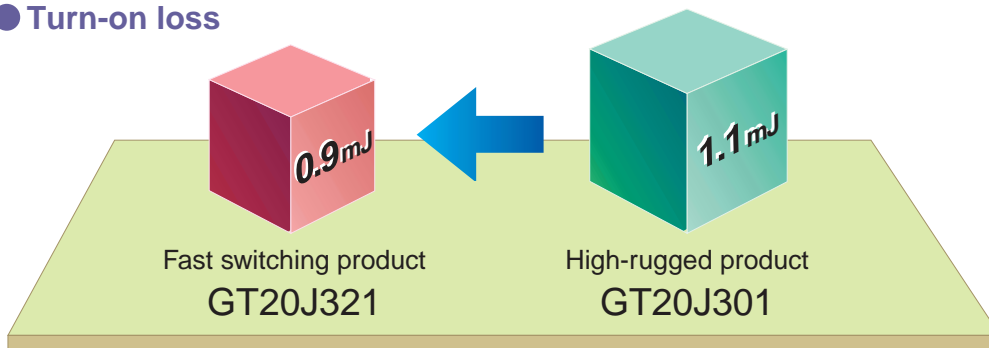 ● Turn-on loss
0.9mJ
1.1mJ
Fast switching product
GT20J321
High-rugged product
GT20J301